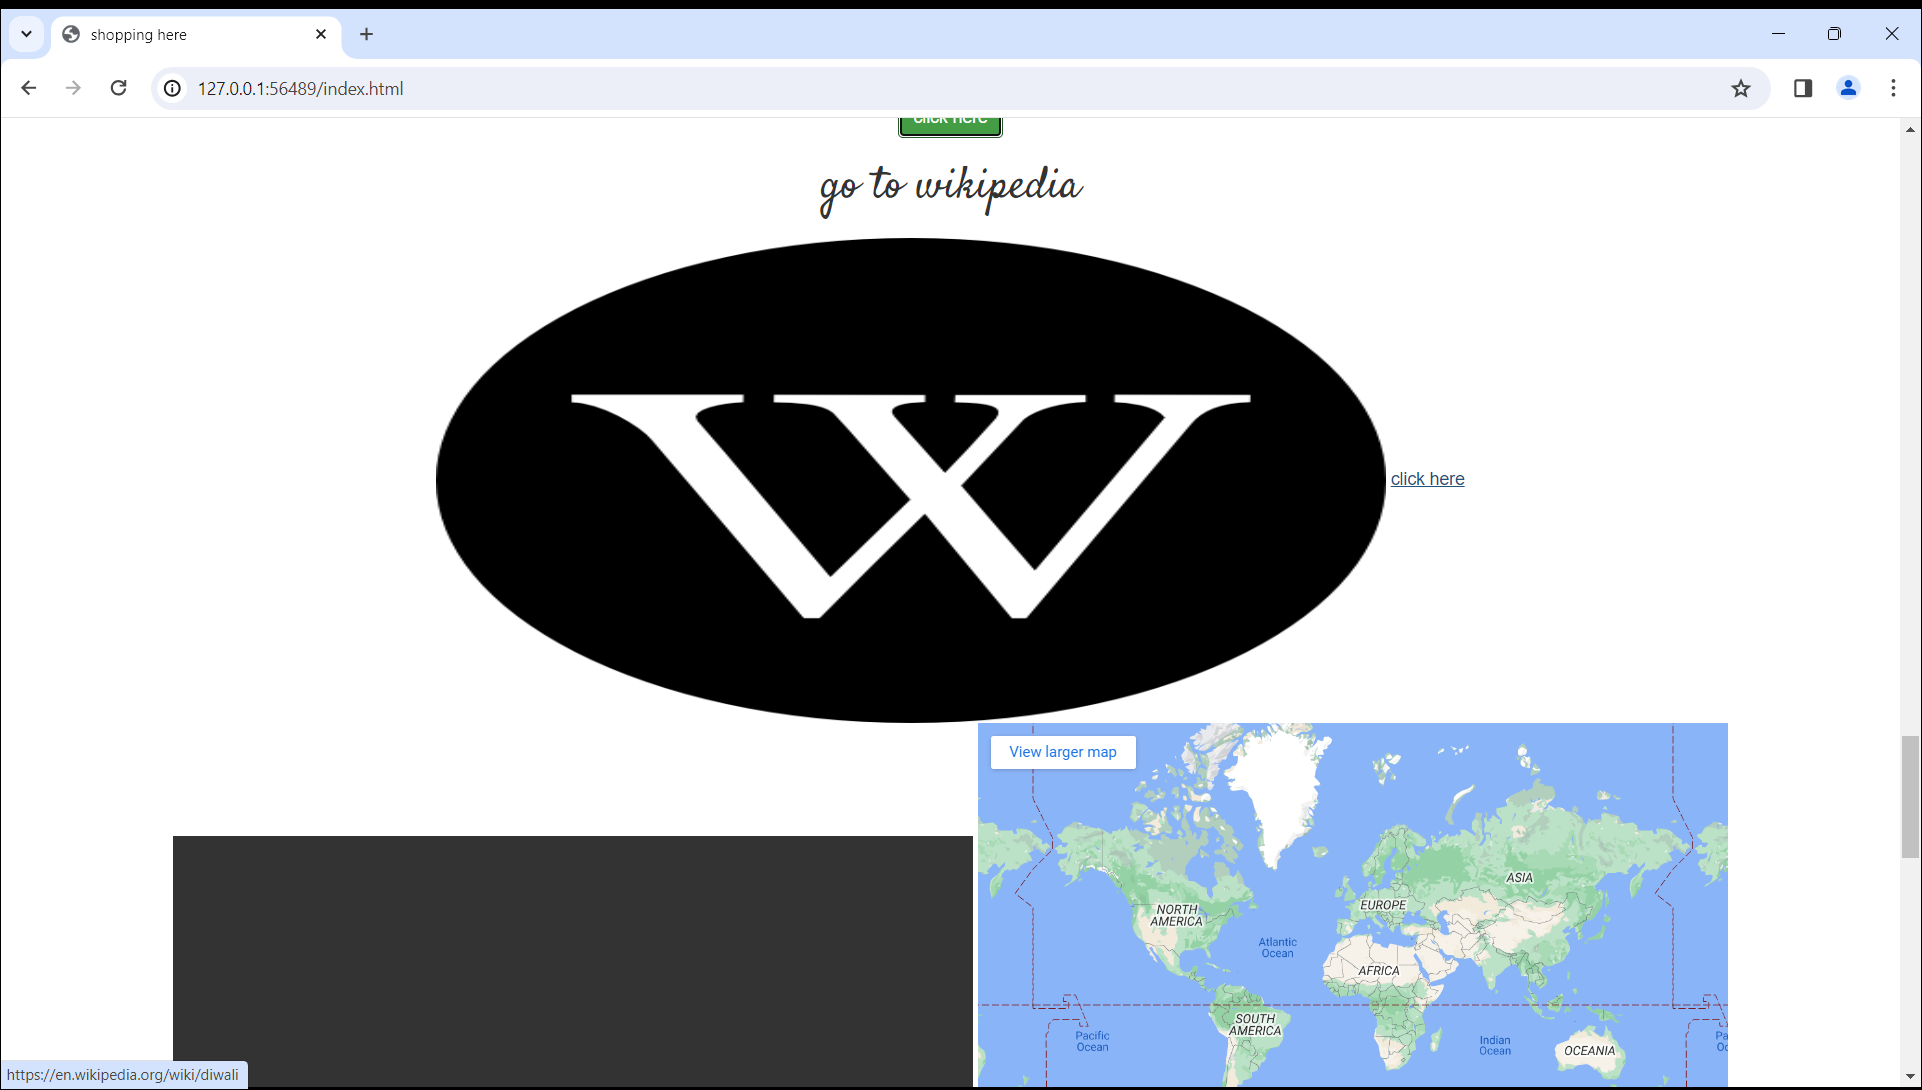 shopping here
127.0.0.1:56489/index.html
click here
go to wikipedia
W
click here
View larger map
NORTH
AMERICA
EUROPE
ASIA
Atlantic
Ocean
AFRICA
SOUTH
AMERICA
Pacific
Ocean
Indian
Ocean
OCEANIA
Pa
Oc
https://en.wikipedia.org/wiki/diwali